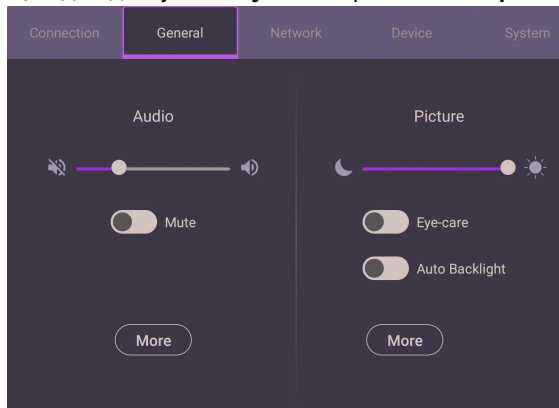 Connection General Network Device System
Audio
Picture
Mute
Eye-care
Auto Backlight
More
More